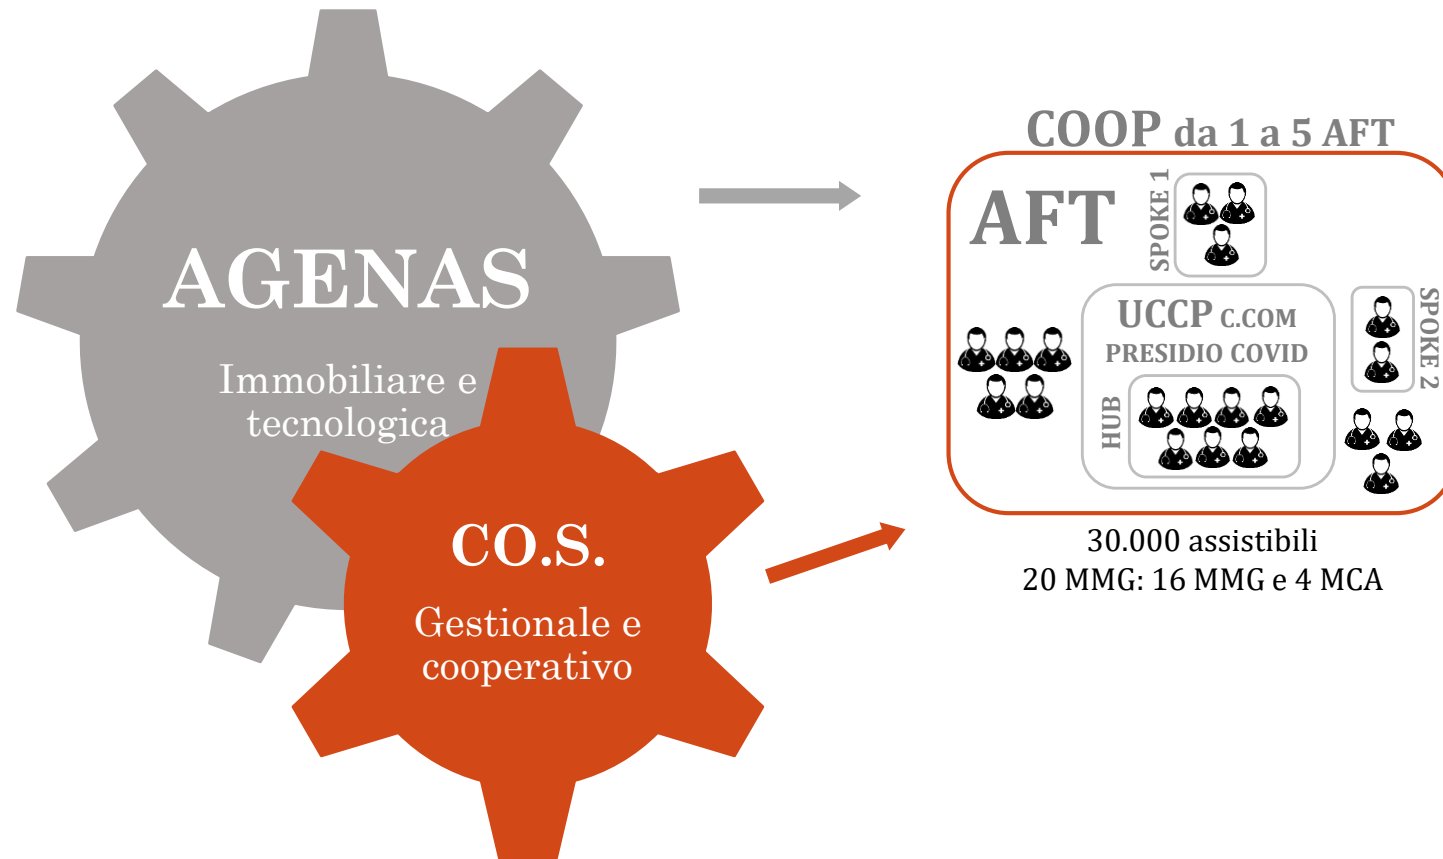 AGENAS
Immobiliare e
tecnologica
CO.S.
Gestionale e
cooperativo
COOP da 1 a 5 AFT
AFT
SPOKE 1
UCCP C.COM
PRESIDIO COVID
HUB
SPOKE 2
30.000 assistibili
20 MMG: 16 MMG e 4 MCA